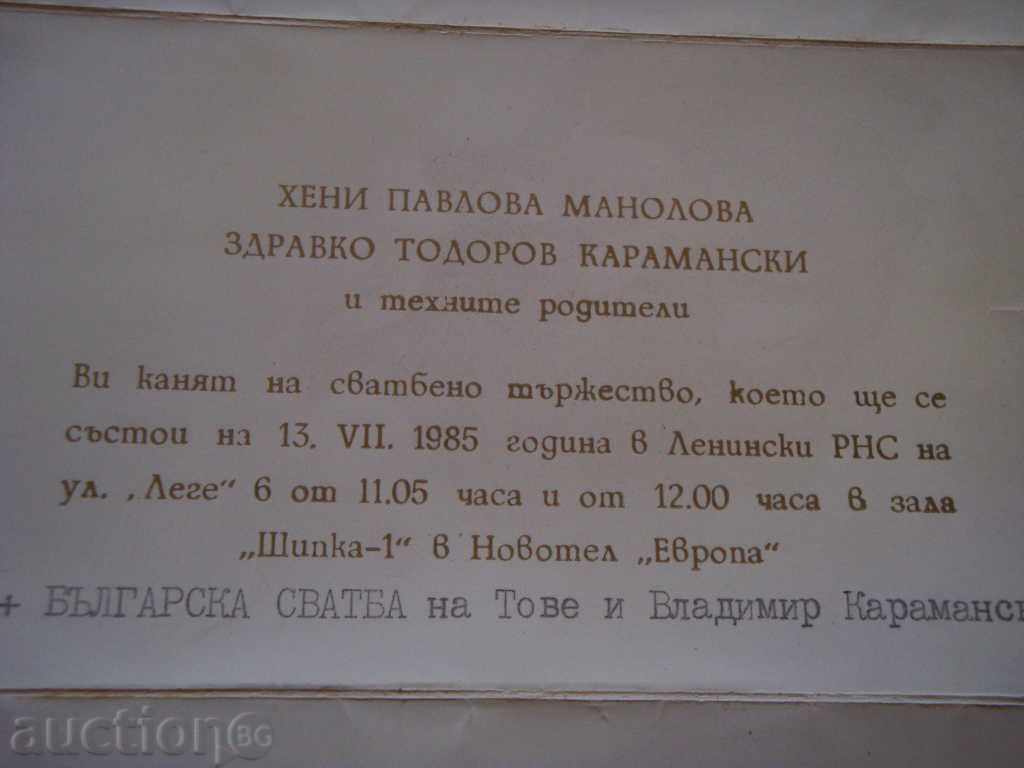 ХЕНИ ПАВЛОВА МАНОЛОВА
ЗДРАВКО ТОДОРОВ КАРАМАНСКИ
и техните родители
Ви канят на сватбено тържество, което ще се
състои на 13. VII. 1985 година в Ленински РНС на
ул. „Леге“ 6 от 11.05 часа и от 12.00 часа в зала
„Шипка-1“ в Новотел „Европа“
+ БЪЛГАРСКА СВАТБА на Тове и Владимир Карамански
auctionBG